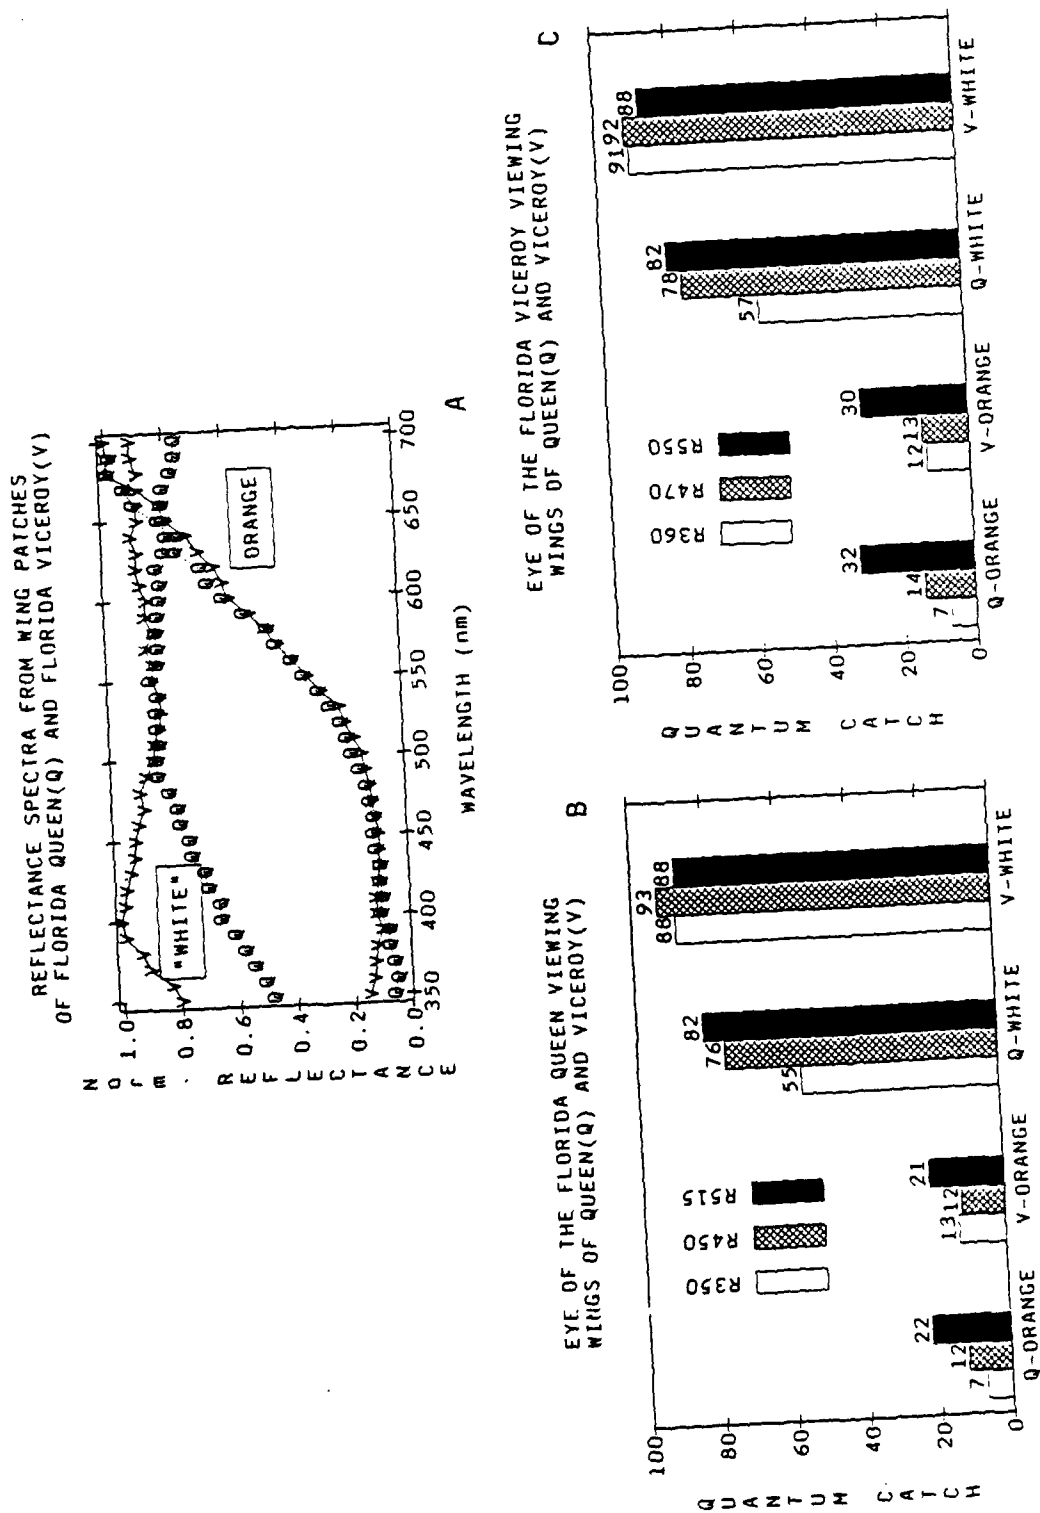 REFLECTANCE SPECTRA FROM WING PATCHES
OF FLORIDA QUEEN(Q) AND FLORIDA VICEROY(V)
Norm. REFLECTANCE
1.0
0.8
0.6
0.4
0.2
0.0
"WHITE"
ORANGE
350 400 450 500 550 600 650 700
WAVELENGTH (nm)
A
EYE OF THE FLORIDA QUEEN VIEWING
WINGS OF QUEEN(Q) AND VICEROY(V)
B
QUANTUM CATCH
100
80
60
40
20
0
R350 R450 R515
7 12 22
13 12 21
55 76 82
88 93 88
Q-ORANGE V-ORANGE Q-WHITE V-WHITE
EYE OF THE FLORIDA VICEROY VIEWING
WINGS OF QUEEN(Q) AND VICEROY(V)
C
QUANTUM CATCH
100
80
60
40
20
0
R360 R470 R550
7 14 32
12 13 30
57 78 82
91 92 88
Q-ORANGE V-ORANGE Q-WHITE V-WHITE